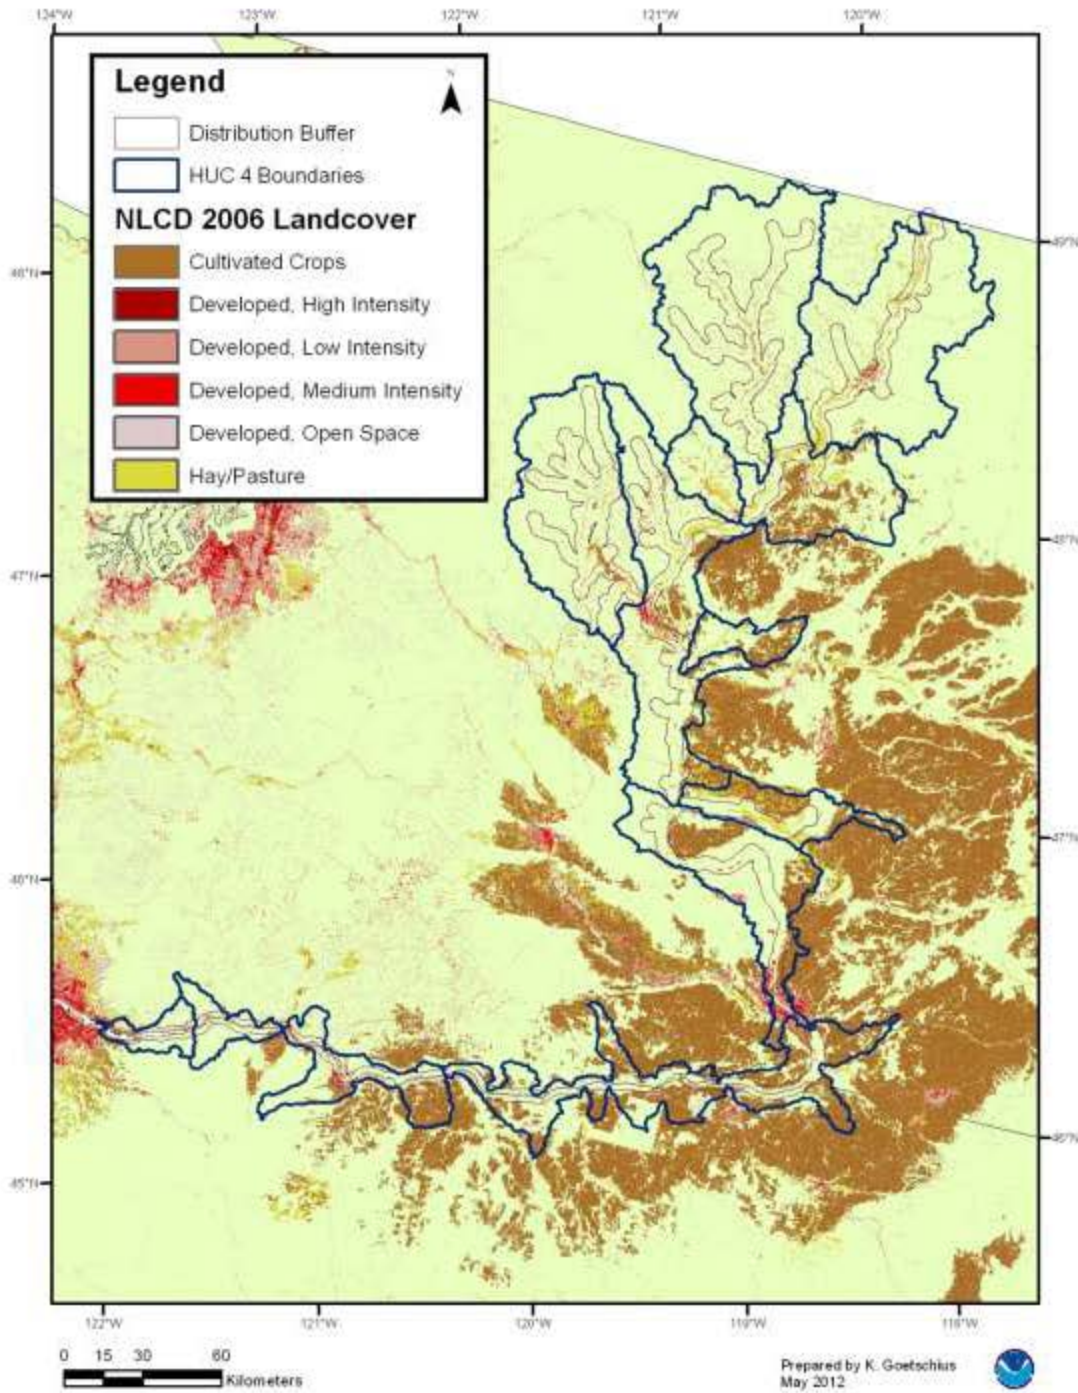 124°W 123°W 122°W 121°W 120°W
Legend
N
Distribution Buffer
HUC 4 Boundaries
NLCD 2006 Landcover
Cultivated Crops
Developed, High Intensity
Developed, Low Intensity
Developed, Medium Intensity
Developed, Open Space
Hay/Pasture
49°N
48°N
48°N
47°N
47°N
46°N
46°N
45°N
122°W 121°W 120°W 119°W 118°W
0 15 30 60
Kilometers
Prepared by K. Goetschius
May 2012